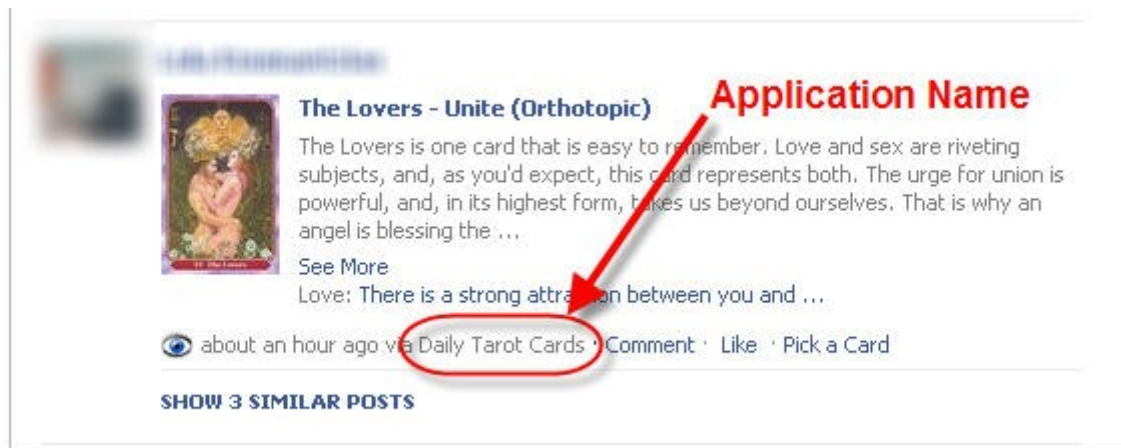 Application Name
The Lovers - Unite (Orthotopic)
The Lovers is one card that is easy to remember. Love and sex are riveting
subjects, and, as you'd expect, this card represents both. The urge for union is
powerful, and, in its highest form, takes us beyond ourselves. That is why an
angel is blessing the ...
See More
Love: There is a strong attraction between you and ...
about an hour ago via Daily Tarot Cards · Comment · Like · Pick a Card
SHOW 3 SIMILAR POSTS